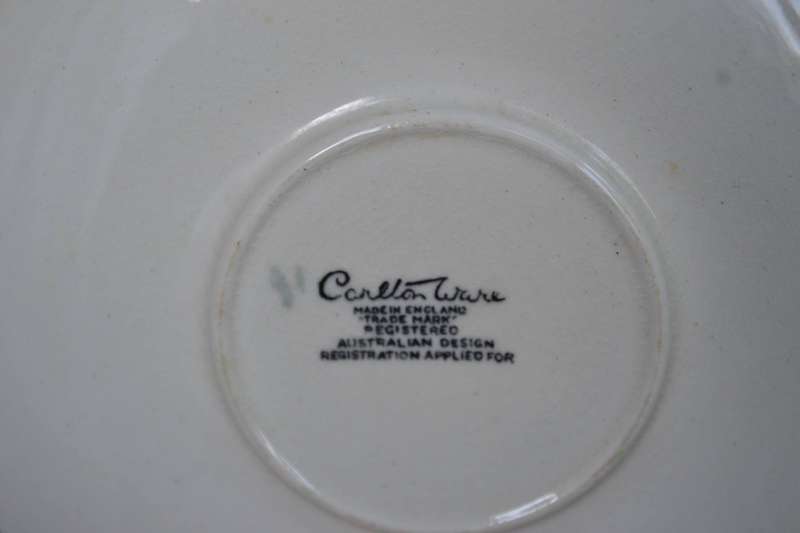 Carlton Ware
MADE IN ENGLAND
"TRADE MARK"
REGISTERED
AUSTRALIAN DESIGN
REGISTRATION APPLIED FOR